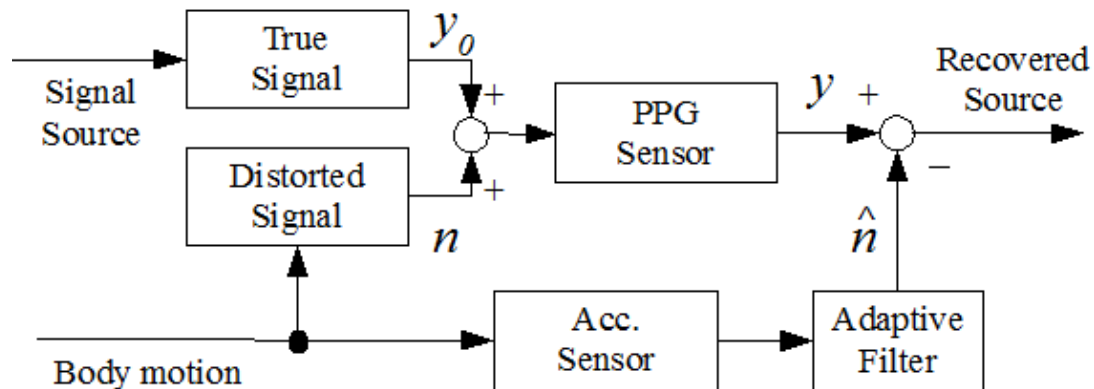 True
Signal
y₀
Signal
Source
+
PPG
Sensor
y
+
Recovered
Source
−
Distorted
Signal
+
n
n̂
Body motion
Acc.
Sensor
Adaptive
Filter